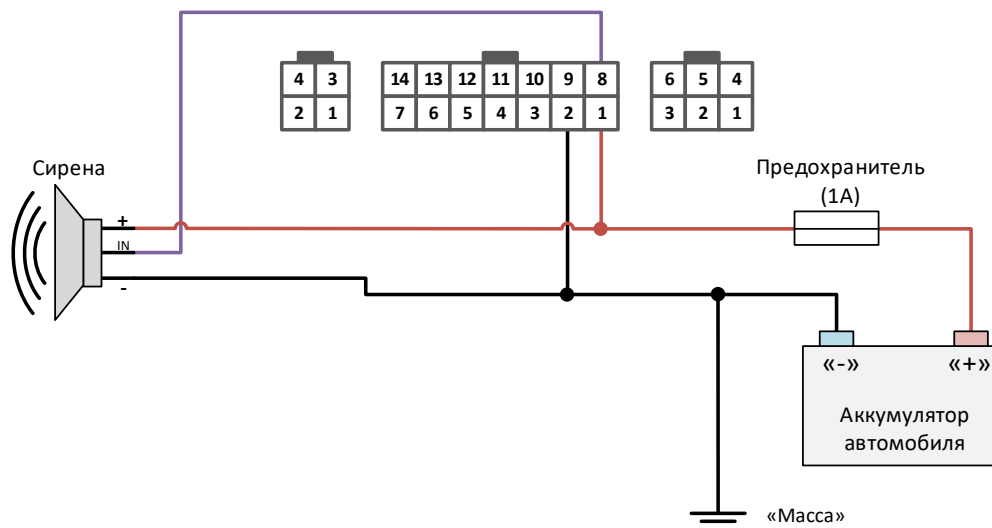 4 3
2 1
14 13 12 11 10 9 8
7 6 5 4 3 2 1
6 5 4
3 2 1
Сирена
Предохранитель
(1А)
+
IN
-
«-»
«+»
Аккумулятор
автомобиля
«Масса»